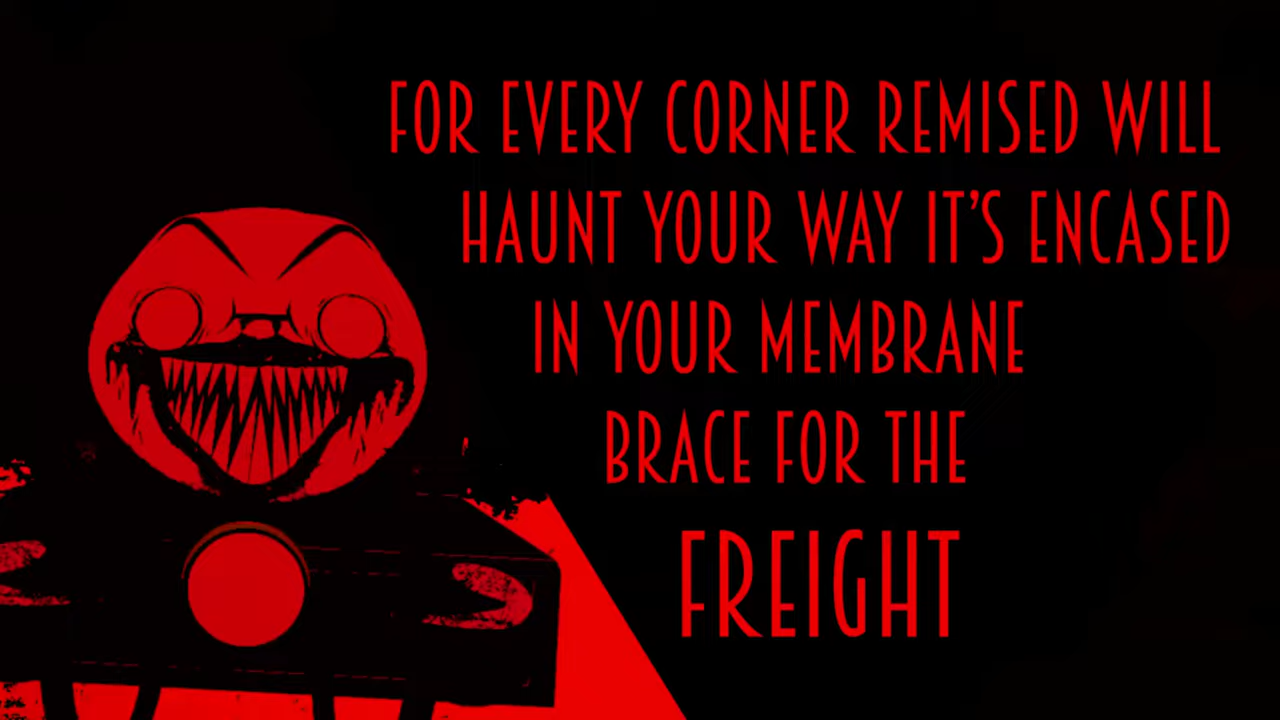 FOR EVERY CORNER REMISED WILL
HAUNT YOUR WAY IT'S ENCASED
IN YOUR MEMBRANE
BRACE FOR THE
FREIGHT